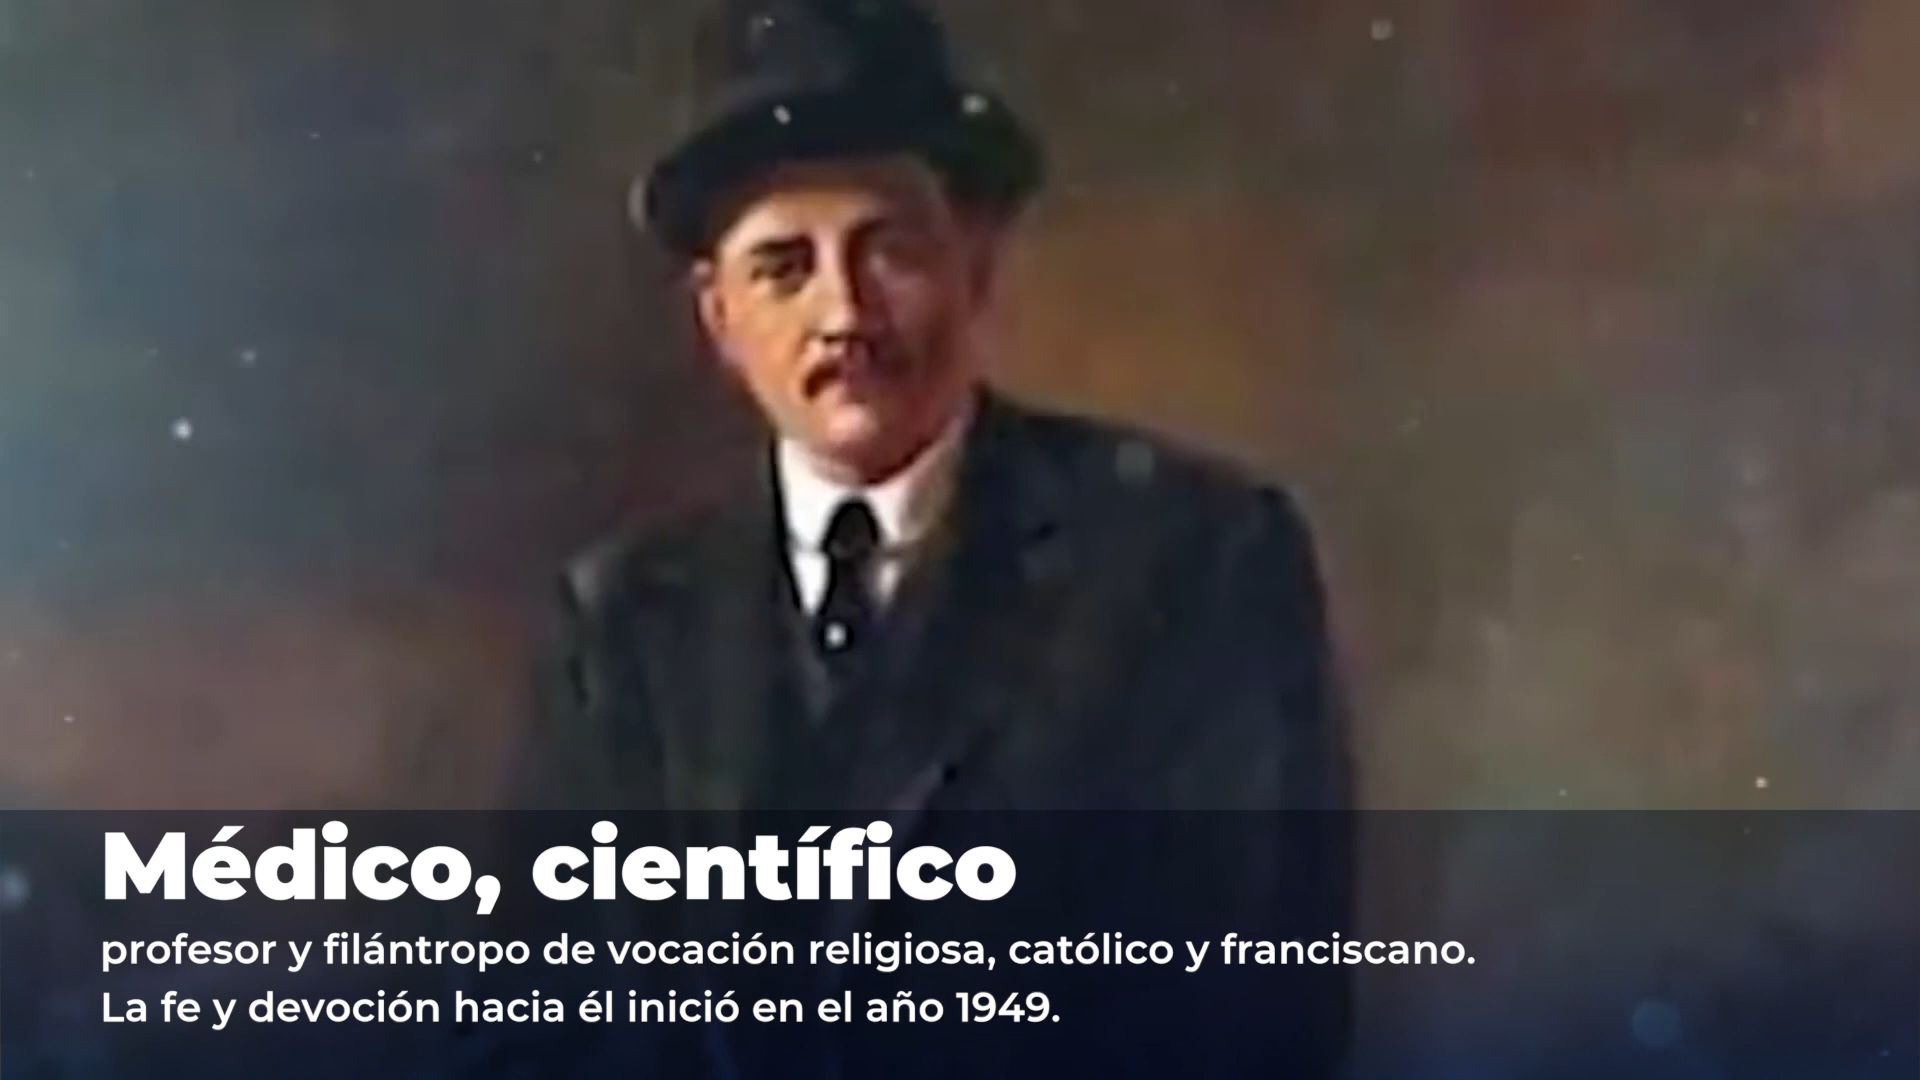 Médico, científico
profesor y filántropo de vocación religiosa, católico y franciscano.
La fe y devoción hacia él inició en el año 1949.